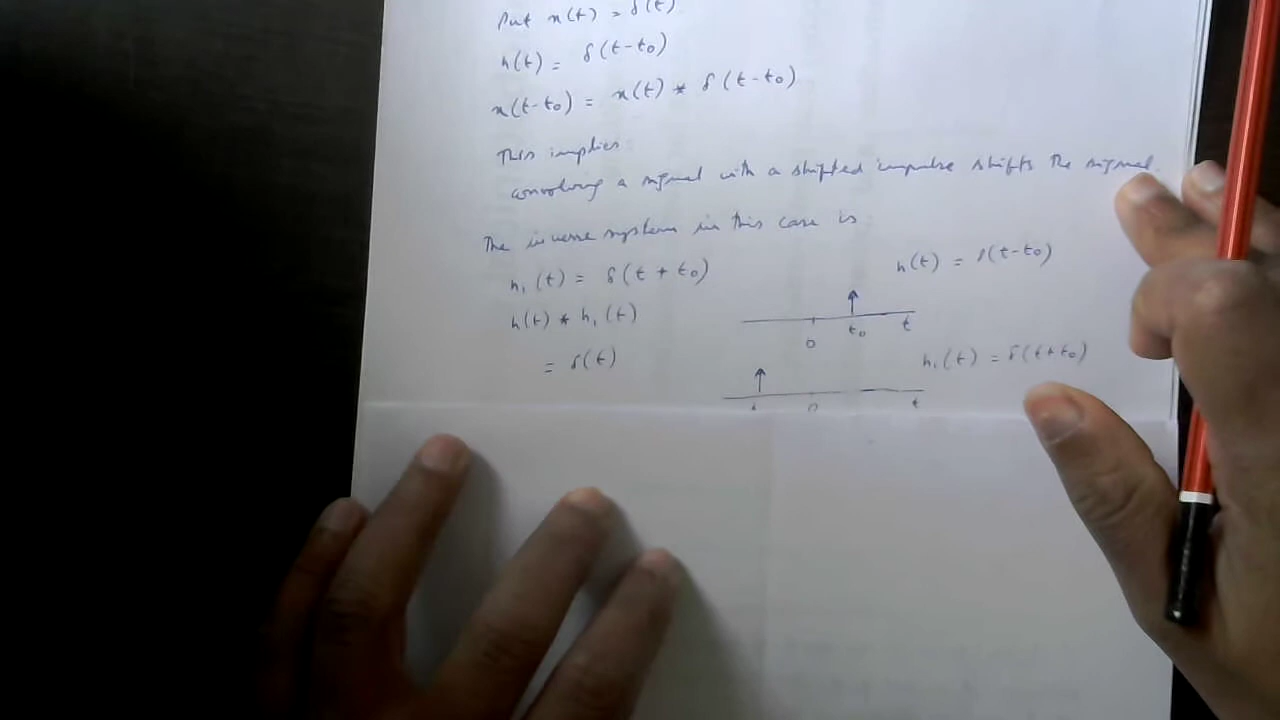 Put x(t) = δ(t)
h(t) = δ(t-t₀)
x(t-t₀) = x(t) * δ(t-t₀)
This implies
convolving a signal with a shifted impulse shifts the signal.
The inverse system in this case is
h₁(t) = δ(t + t₀)
h(t) = δ(t-t₀)
h(t) * h₁(t)
0 t₀ t
= δ(t)
h₁(t) = δ(t+t₀)
0 t